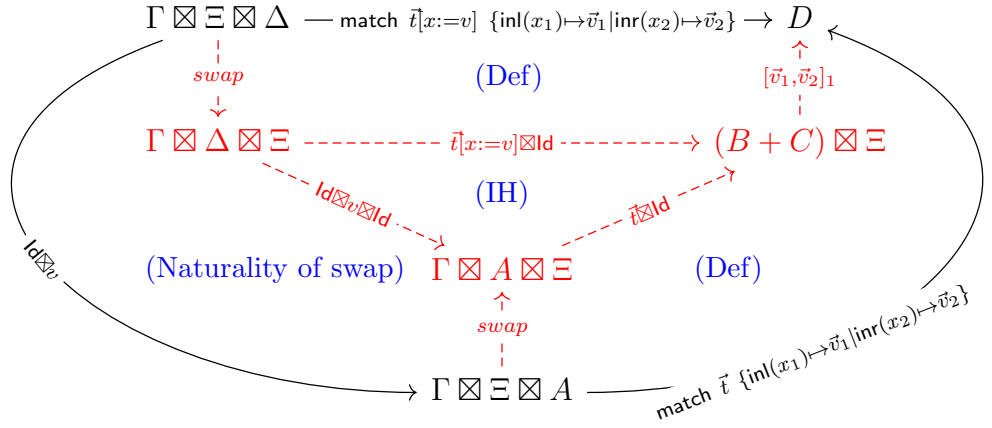 Γ ⊠ Ξ ⊠ Δ match t⃗[x:=v] {inl(x₁)↦v⃗₁|inr(x₂)↦v⃗₂} D
swap (Def) [v⃗₁,v⃗₂]₁
Γ ⊠ Δ ⊠ Ξ t⃗[x:=v]⊠Id (B + C) ⊠ Ξ
Id⊠v⊠Id (IH) t⃗⊠Id
Id⊠v (Naturality of swap) Γ ⊠ A ⊠ Ξ (Def)
swap
Γ ⊠ Ξ ⊠ A match t⃗ {inl(x₁)↦v⃗₁|inr(x₂)↦v⃗₂}